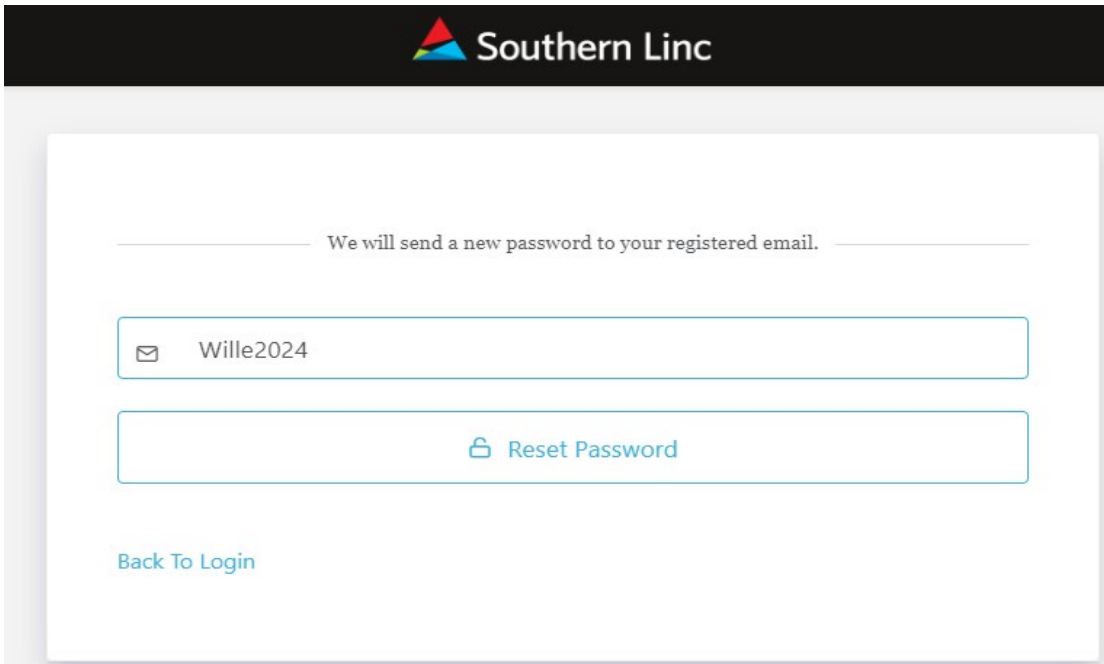 Southern Linc
We will send a new password to your registered email.
Wille2024
Reset Password
Back To Login